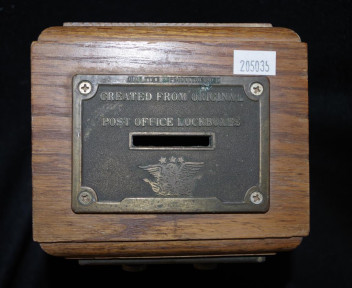 205035
CREATED FROM ORIGINAL
POST OFFICE LOCKBOXES